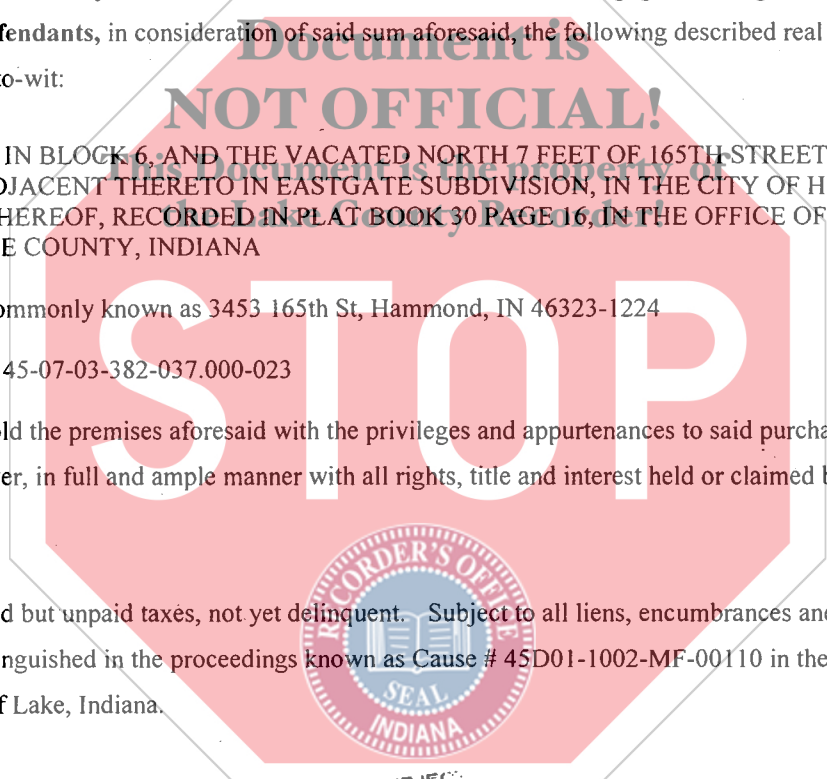 fendants, in consideration of said sum aforesaid, the following described real
Document is
o-wit:
NOT OFFICIAL!
IN BLOCK 6, AND THE VACATED NORTH 7 FEET OF 165TH STREET
This Document is the property of
DJACENT THERETO IN EASTGATE SUBDIVISION, IN THE CITY OF H
the Lake County Recorder!
HEREOF, RECORDED IN PLAT BOOK 30 PAGE 16, IN THE OFFICE OF
E COUNTY, INDIANA
ommonly known as 3453 165th St, Hammond, IN 46323-1224
STOP
45-07-03-382-037.000-023
ld the premises aforesaid with the privileges and appurtenances to said purcha
er, in full and ample manner with all rights, title and interest held or claimed b
RECORDER'S OFFICE
d but unpaid taxes, not yet delinquent. Subject to all liens, encumbrances and
nguished in the proceedings known as Cause # 45D01-1002-MF-00110 in the
SEAL
f Lake, Indiana.
INDIANA